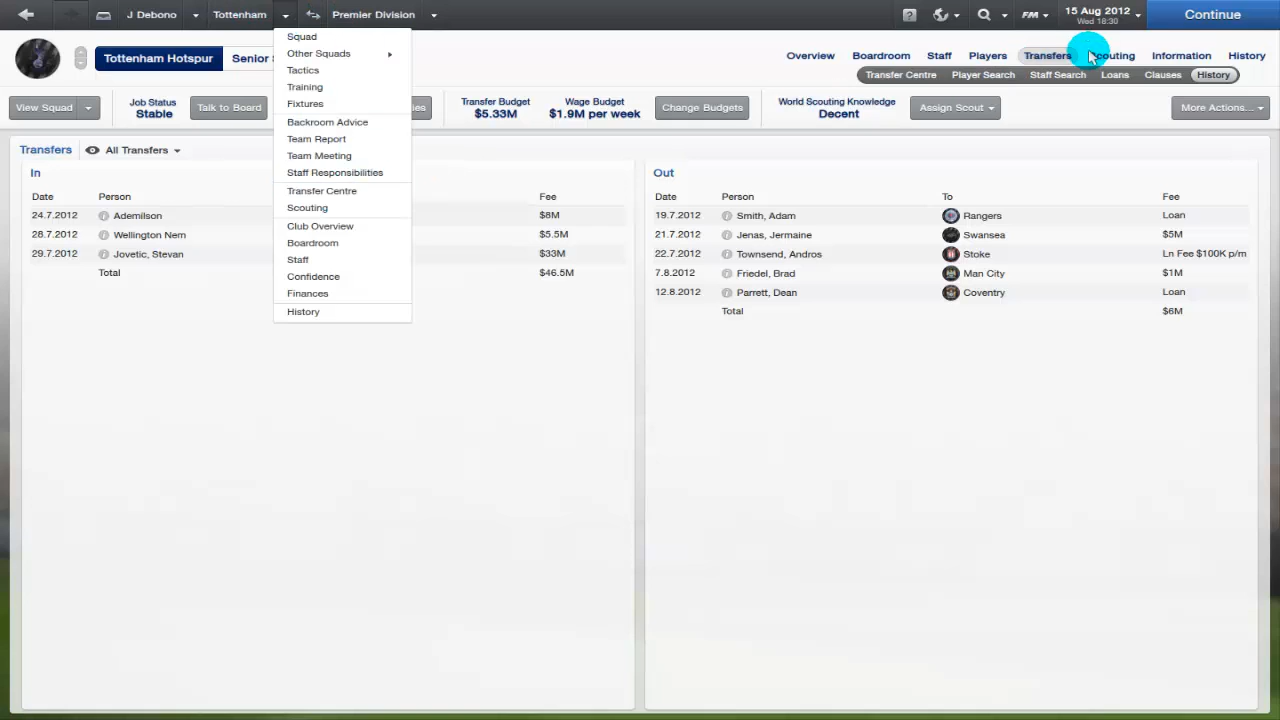 J Debono Tottenham Premier Division FM 15 Aug 2012 Wed 18:30 Continue
Tottenham Hotspur Senior S
Overview Boardroom Staff Players Transfers Scouting Information History
Transfer Centre Player Search Staff Search Loans Clauses History
View Squad Job Status Stable Talk to Board Transfer Budget $5.33M Wage Budget $1.9M per week Change Budgets World Scouting Knowledge Decent Assign Scout More Actions...
Squad
Other Squads
Tactics
Training
Fixtures
Backroom Advice
Team Report
Team Meeting
Staff Responsibilities
Transfer Centre
Scouting
Club Overview
Boardroom
Staff
Confidence
Finances
History
Transfers All Transfers
In
Date Person Fee
24.7.2012 Ademilson $8M
28.7.2012 Wellington Nem $5.5M
29.7.2012 Jovetic, Stevan $33M
Total $46.5M
Out
Date Person To Fee
19.7.2012 Smith, Adam Rangers Loan
21.7.2012 Jenas, Jermaine Swansea $5M
22.7.2012 Townsend, Andros Stoke Ln Fee $100K p/m
7.8.2012 Friedel, Brad Man City $1M
12.8.2012 Parrett, Dean Coventry Loan
Total $6M